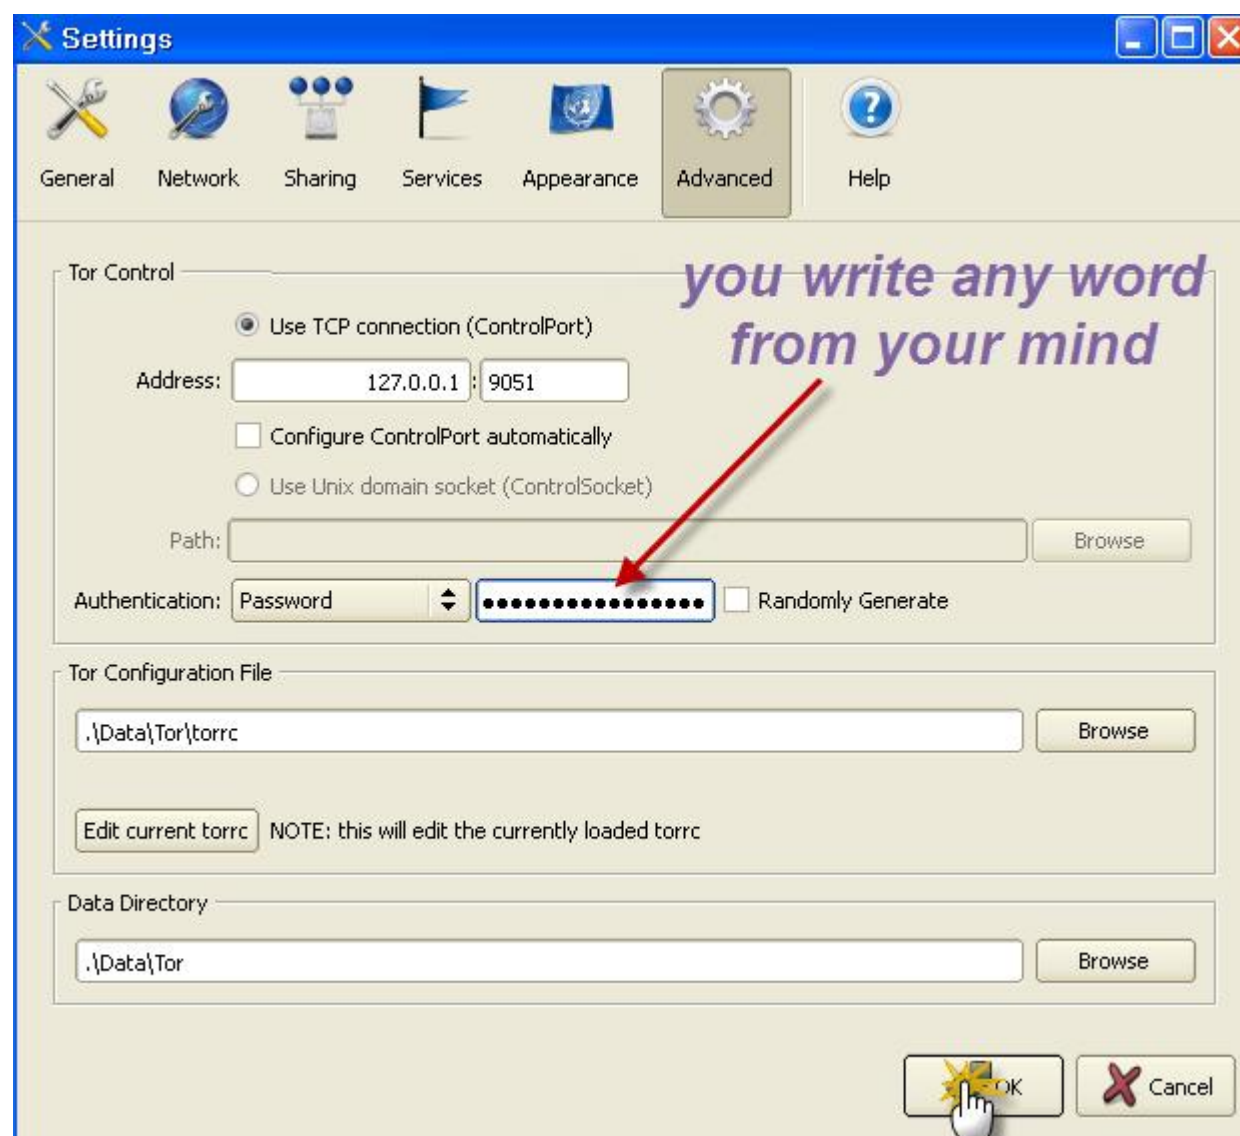 Settings
General Network Sharing Services Appearance Advanced Help
Tor Control
you write any word
from your mind
Use TCP connection (ControlPort)
Address: 127.0.0.1 : 9051
Configure ControlPort automatically
Use Unix domain socket (ControlSocket)
Path: Browse
Authentication: Password ●●●●●●●●●●●●●●●● Randomly Generate
Tor Configuration File
.\Data\Tor\torrc Browse
Edit current torrc NOTE: this will edit the currently loaded torrc
Data Directory
.\Data\Tor Browse
OK Cancel